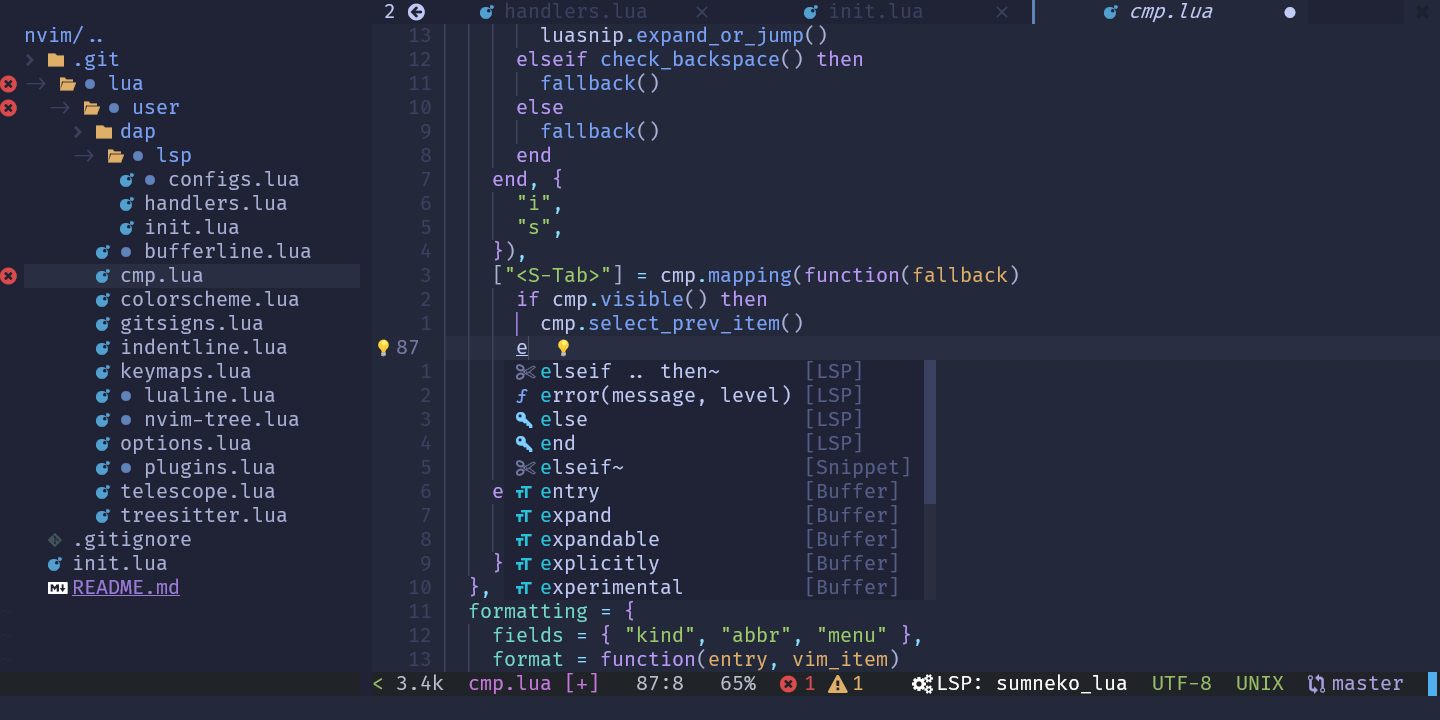 2 handlers.lua init.lua cmp.lua
nvim/..
.git
lua
user
dap
lsp
configs.lua
handlers.lua
init.lua
bufferline.lua
cmp.lua
colorscheme.lua
gitsigns.lua
indentline.lua
keymaps.lua
lualine.lua
nvim-tree.lua
options.lua
plugins.lua
telescope.lua
treesitter.lua
.gitignore
init.lua
README.md
13 luasnip.expand_or_jump()
12 elseif check_backspace() then
11 fallback()
10 else
9 fallback()
8 end
7 end, {
6 "i",
5 "s",
4 }),
3 ["<S-Tab>"] = cmp.mapping(function(fallback)
2 if cmp.visible() then
1 cmp.select_prev_item()
87 e
1 elseif .. then~ [LSP]
2 ƒ error(message, level) [LSP]
3 else [LSP]
4 end [LSP]
5 elseif~ [Snippet]
6 e entry [Buffer]
7 expand [Buffer]
8 expandable [Buffer]
9 } explicitly [Buffer]
10 }, experimental [Buffer]
11 formatting = {
12 fields = { "kind", "abbr", "menu" },
13 format = function(entry, vim_item)
< 3.4k cmp.lua [+] 87:8 65% 1 1 LSP: sumneko_lua UTF-8 UNIX master